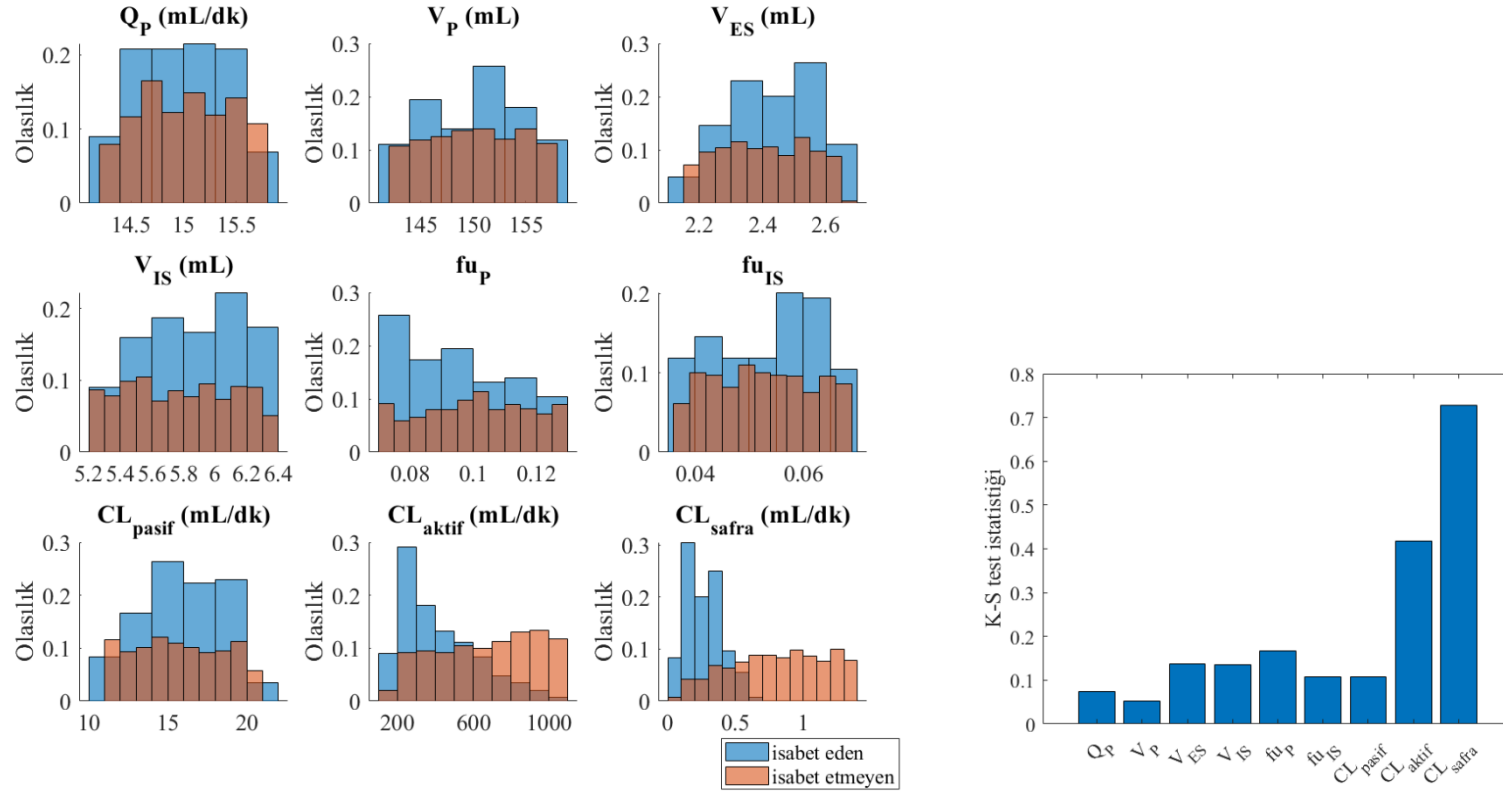 Q_P (mL/dk)
Olasılık
0.2
0.1
0
14.5 15 15.5
V_P (mL)
Olasılık
0.3
0.2
0.1
0
145 150 155
V_ES (mL)
Olasılık
0.3
0.2
0.1
0
2.2 2.4 2.6
V_IS (mL)
Olasılık
0.2
0.1
0
5.2 5.4 5.6 5.8 6 6.2 6.4
fu_P
Olasılık
0.3
0.2
0.1
0
0.08 0.1 0.12
fu_IS
Olasılık
0.2
0.1
0
0.04 0.06
CL_pasif (mL/dk)
Olasılık
0.3
0.2
0.1
0
10 15 20
CL_aktif (mL/dk)
Olasılık
0.3
0.2
0.1
0
200 600 1000
CL_safra (mL/dk)
Olasılık
0.3
0.2
0.1
0
0 0.5 1
isabet eden
isabet etmeyen
K-S test istatistiği
0.8
0.7
0.6
0.5
0.4
0.3
0.2
0.1
0
Q_P
V_P
V_ES
V_IS
fu_P
fu_IS
CL_pasif
CL_aktif
CL_safra